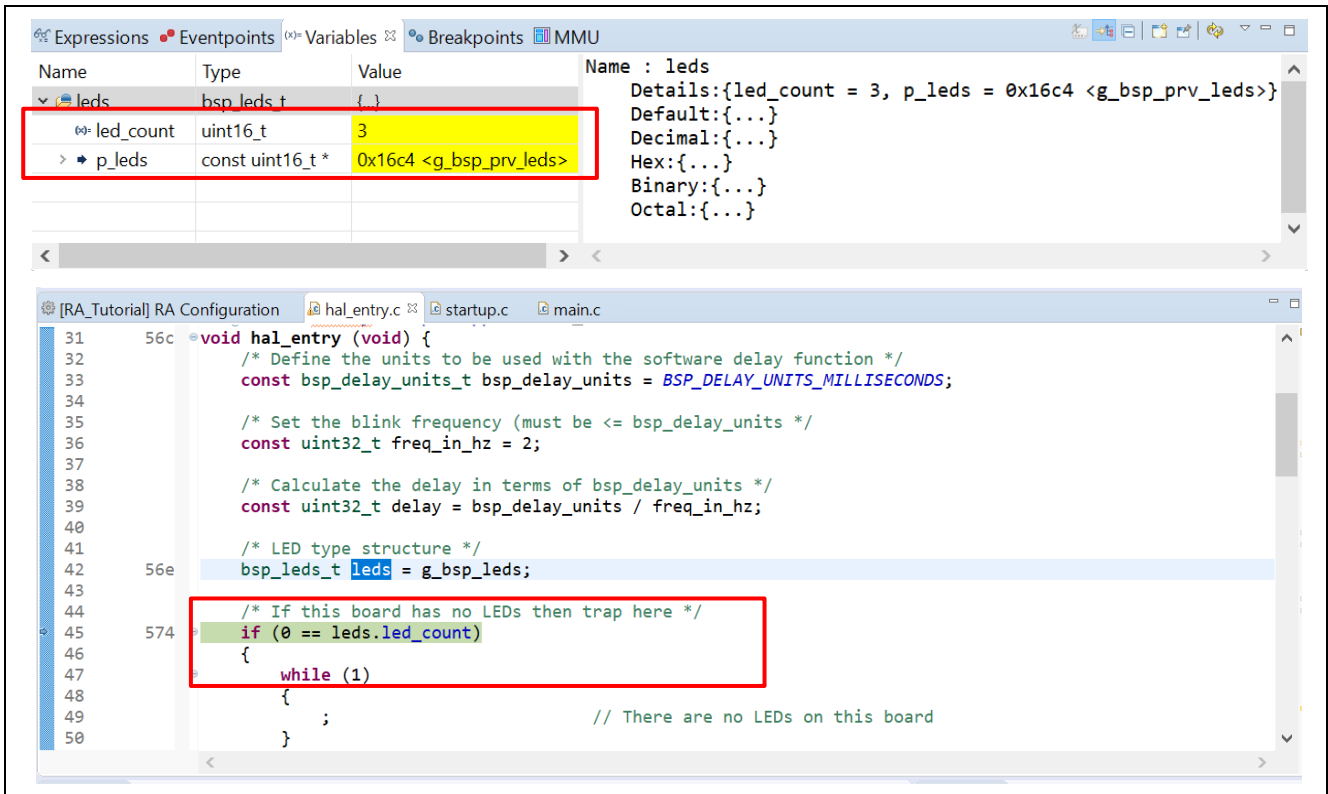 Expressions Eventpoints (x)= Variables Breakpoints MMU
Name Type Value
leds bsp_leds_t {...}
(x)= led_count uint16_t 3
p_leds const uint16_t * 0x16c4 <g_bsp_prv_leds>
Name : leds
Details:{led_count = 3, p_leds = 0x16c4 <g_bsp_prv_leds>}
Default:{...}
Decimal:{...}
Hex:{...}
Binary:{...}
Octal:{...}
[RA_Tutorial] RA Configuration hal_entry.c startup.c main.c
31 56c void hal_entry (void) {
32 /* Define the units to be used with the software delay function */
33 const bsp_delay_units_t bsp_delay_units = BSP_DELAY_UNITS_MILLISECONDS;
34
35 /* Set the blink frequency (must be <= bsp_delay_units */
36 const uint32_t freq_in_hz = 2;
37
38 /* Calculate the delay in terms of bsp_delay_units */
39 const uint32_t delay = bsp_delay_units / freq_in_hz;
40
41 /* LED type structure */
42 56e bsp_leds_t leds = g_bsp_leds;
43
44 /* If this board has no LEDs then trap here */
45 574 if (0 == leds.led_count)
46 {
47 while (1)
48 {
49 ; // There are no LEDs on this board
50 }